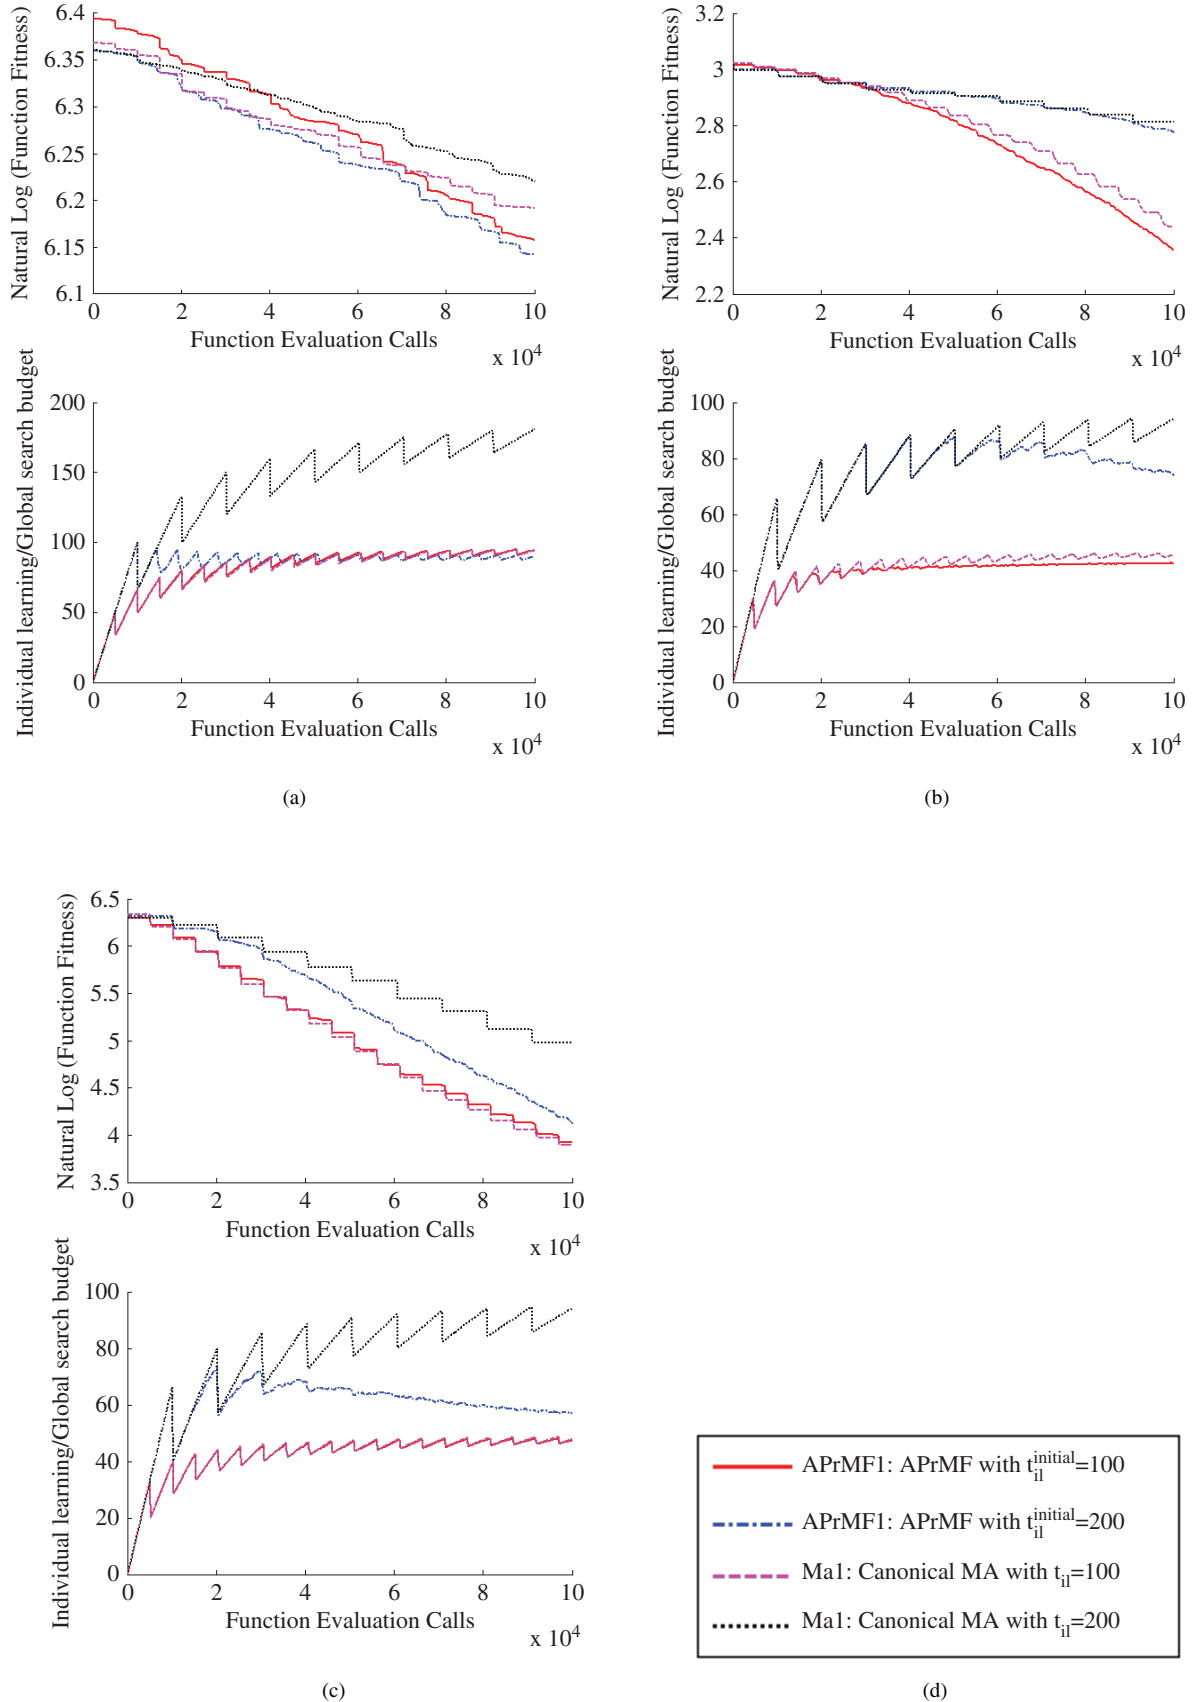 Natural Log (Function Fitness)
6.4
6.35
6.3
6.25
6.2
6.15
6.1
0 2 4 6 8 10
Function Evaluation Calls
x 10^4
Individual learning/Global search budget
200
150
100
50
0
0 2 4 6 8 10
Function Evaluation Calls
x 10^4
(a)
Natural Log (Function Fitness)
3.2
3
2.8
2.6
2.4
2.2
0 2 4 6 8 10
Function Evaluation Calls
x 10^4
Individual learning/Global search budget
100
80
60
40
20
0
0 2 4 6 8 10
Function Evaluation Calls
x 10^4
(b)
Natural Log (Function Fitness)
6.5
6
5.5
5
4.5
4
3.5
0 2 4 6 8 10
Function Evaluation Calls
x 10^4
Individual learning/Global search budget
100
80
60
40
20
0
0 2 4 6 8 10
Function Evaluation Calls
x 10^4
(c)
APrMF1: APrMF with t_il^initial=100
APrMF1: APrMF with t_il^initial=200
Ma1: Canonical MA with t_il=100
Ma1: Canonical MA with t_il=200
(d)